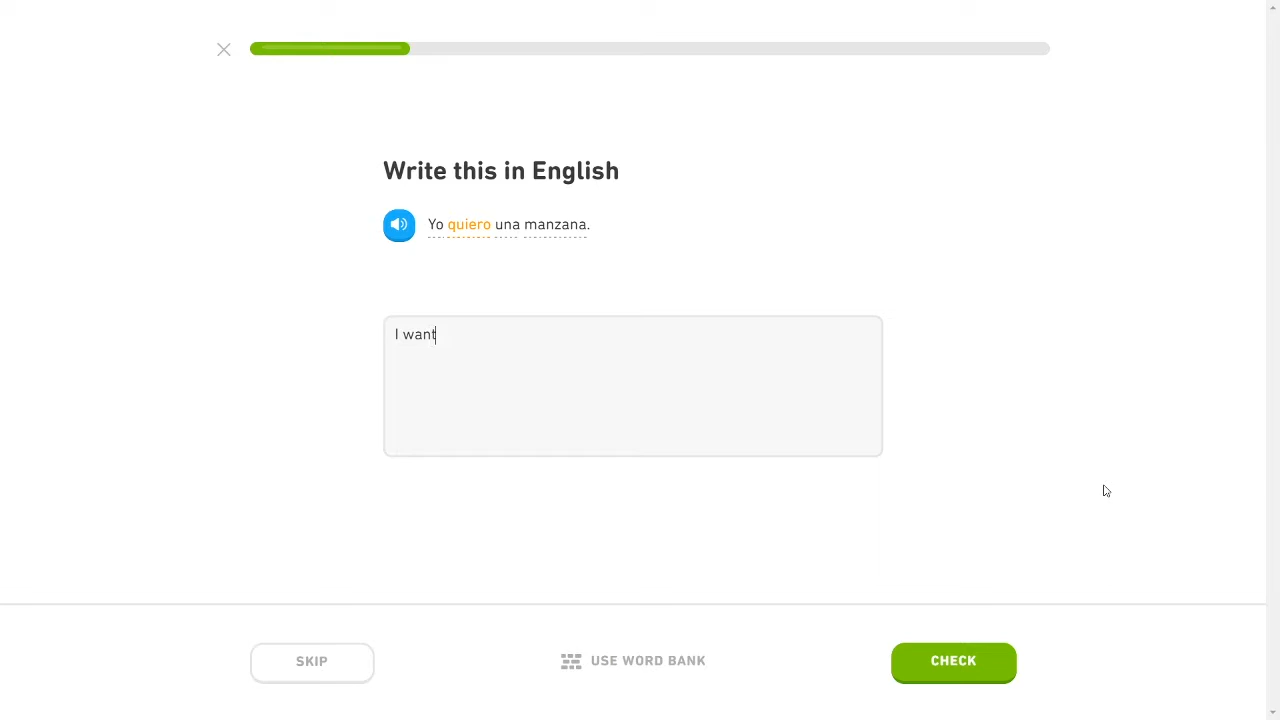 Write this in English
Yo quiero una manzana.
I want
SKIP
USE WORD BANK
CHECK